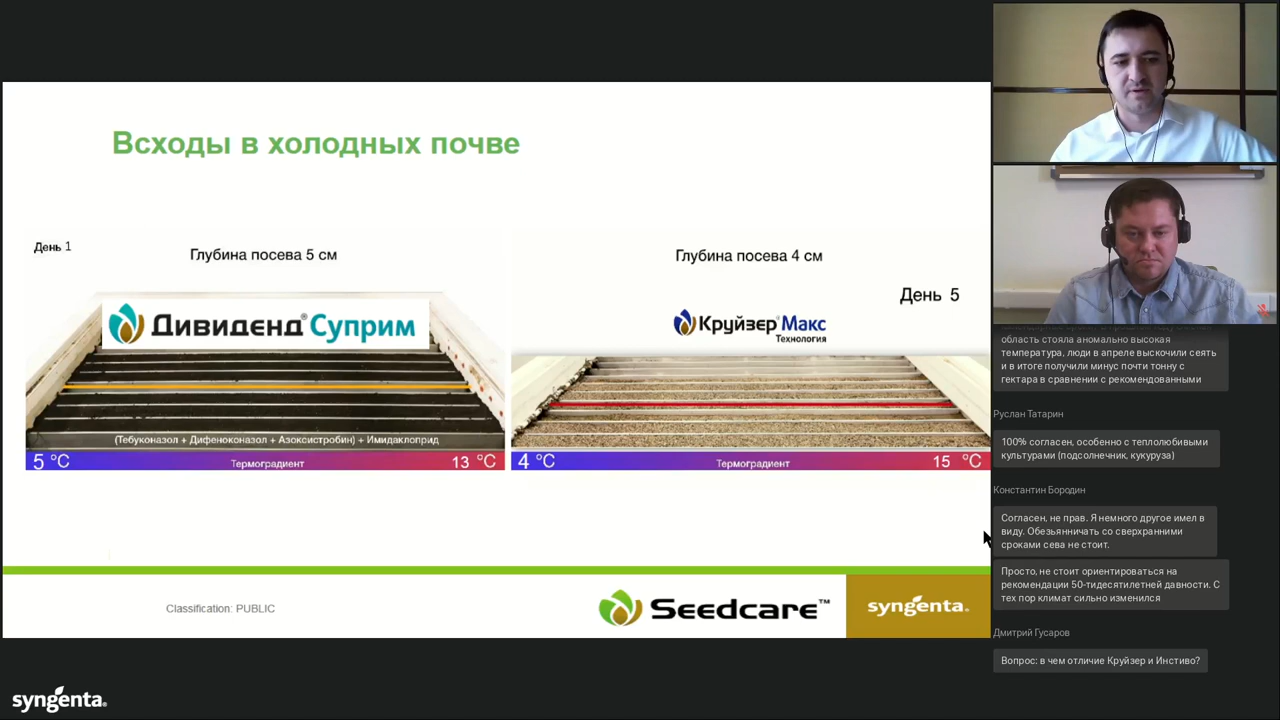 Всходы в холодных почве
День 1
Глубина посева 5 см
Дивиденд® Суприм
(Тебуконазол + Дифеноконазол + Азоксистробин) + Имидаклоприд
5 °C
Термоградиент
13 °C
Глубина посева 4 см
День 5
Круйзер® Макс
Технология
4 °C
Термоградиент
15 °C
Classification: PUBLIC
Seedcare™
syngenta.
syngenta®
область стояла аномально высокая
температура, люди в апреле выскочили сеять
и в итоге получили минус почти тонну с
гектара в сравнении с рекомендованными
Руслан Татарин
100% согласен, особенно с теплолюбивыми
культурами (подсолнечник, кукуруза)
Константин Бородин
Согласен, не прав. Я немного другое имел в
виду. Обезьянничать со сверхранними
сроками сева не стоит.
Просто, не стоит ориентироваться на
рекомендации 50-тидесятилетней давности. С
тех пор климат сильно изменился
Дмитрий Гусаров
Вопрос: в чем отличие Круйзер и Инстиво?